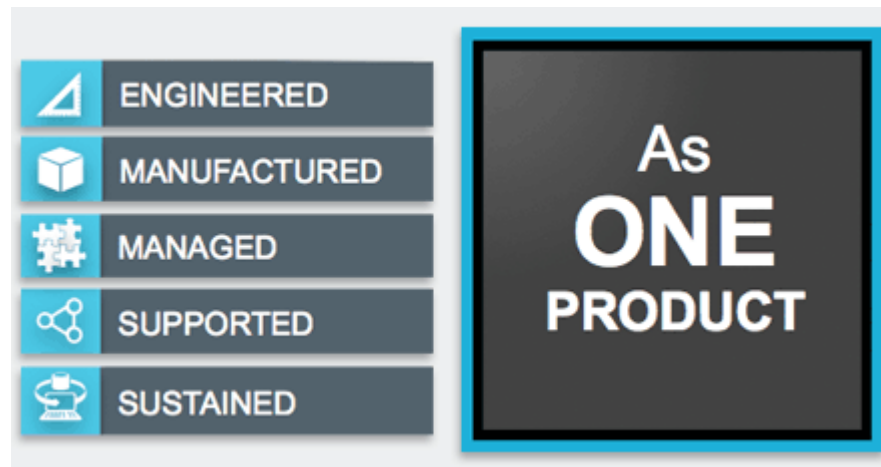 ENGINEERED
MANUFACTURED
MANAGED
SUPPORTED
SUSTAINED
As
ONE
PRODUCT